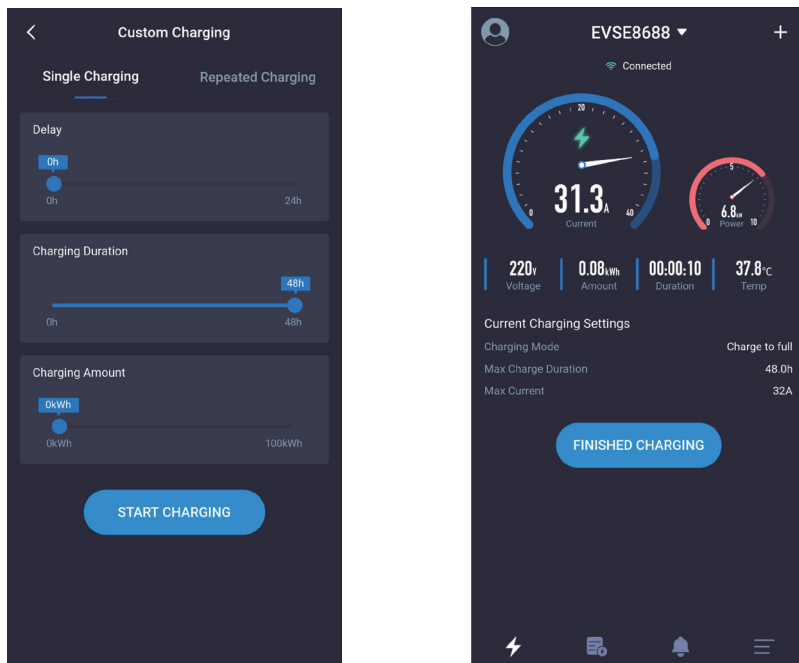 Custom Charging
Single Charging
Repeated Charging
Delay
0h
0h
24h
Charging Duration
48h
0h
48h
Charging Amount
0kWh
0kWh
100kWh
START CHARGING
EVSE8688
Connected
20
0
40
31.3A
Current
5
0
10
6.8kW
Power
220V
Voltage
0.08kWh
Amount
00:00:10
Duration
37.8°C
Temp
Current Charging Settings
Charging Mode
Charge to full
Max Charge Duration
48.0h
Max Current
32A
FINISHED CHARGING